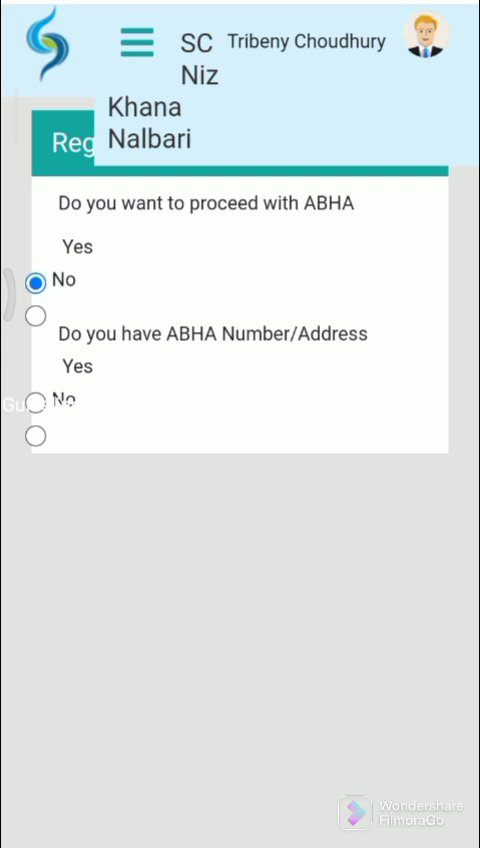 SC Tribeny Choudhury
Niz
Khana
Nalbari
Reg
Do you want to proceed with ABHA
Yes
No
Do you have ABHA Number/Address
Yes
No
Wondershare
FilmoraGo